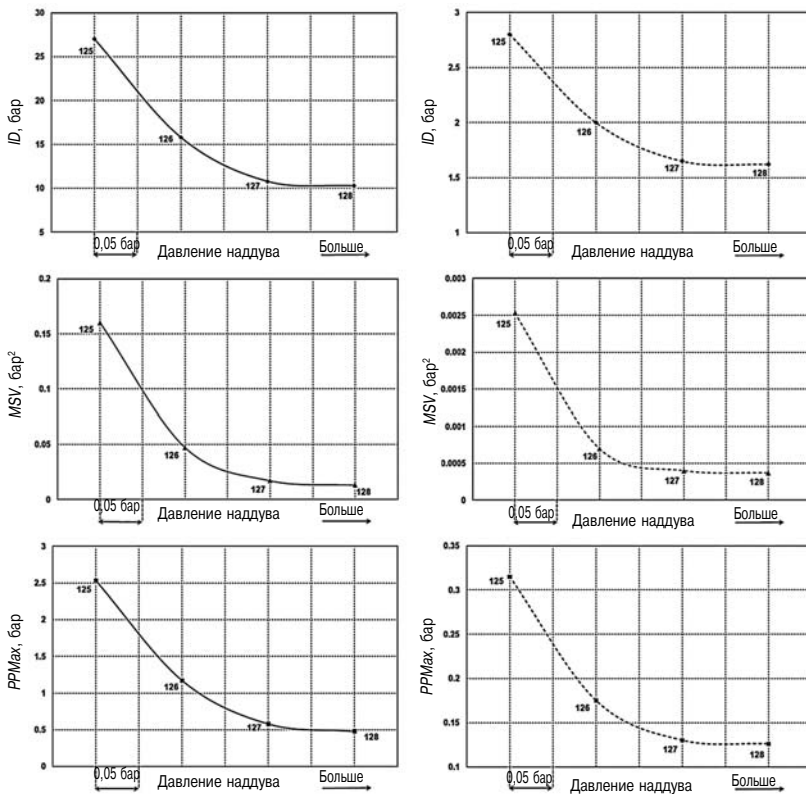 ID, бар
30
25
20
15
10
5
125
126
127
128
0,05 бар
Давление наддува
Больше
ID, бар
3
2.5
2
1.5
1
125
126
127
128
0,05 бар
Давление наддува
Больше
MSV, бар²
0.2
0.15
0.1
0.05
0
125
126
127
128
0,05 бар
Давление наддува
Больше
MSV, бар²
0.003
0.0025
0.002
0.0015
0.001
0.0005
0
125
126
127
128
0,05 бар
Давление наддува
Больше
PPMax, бар
3
2.5
2
1.5
1
0.5
0
125
126
127
128
0,05 бар
Давление наддува
Больше
PPMax, бар
0.35
0.3
0.25
0.2
0.15
0.1
125
126
127
128
0,05 бар
Давление наддува
Больше